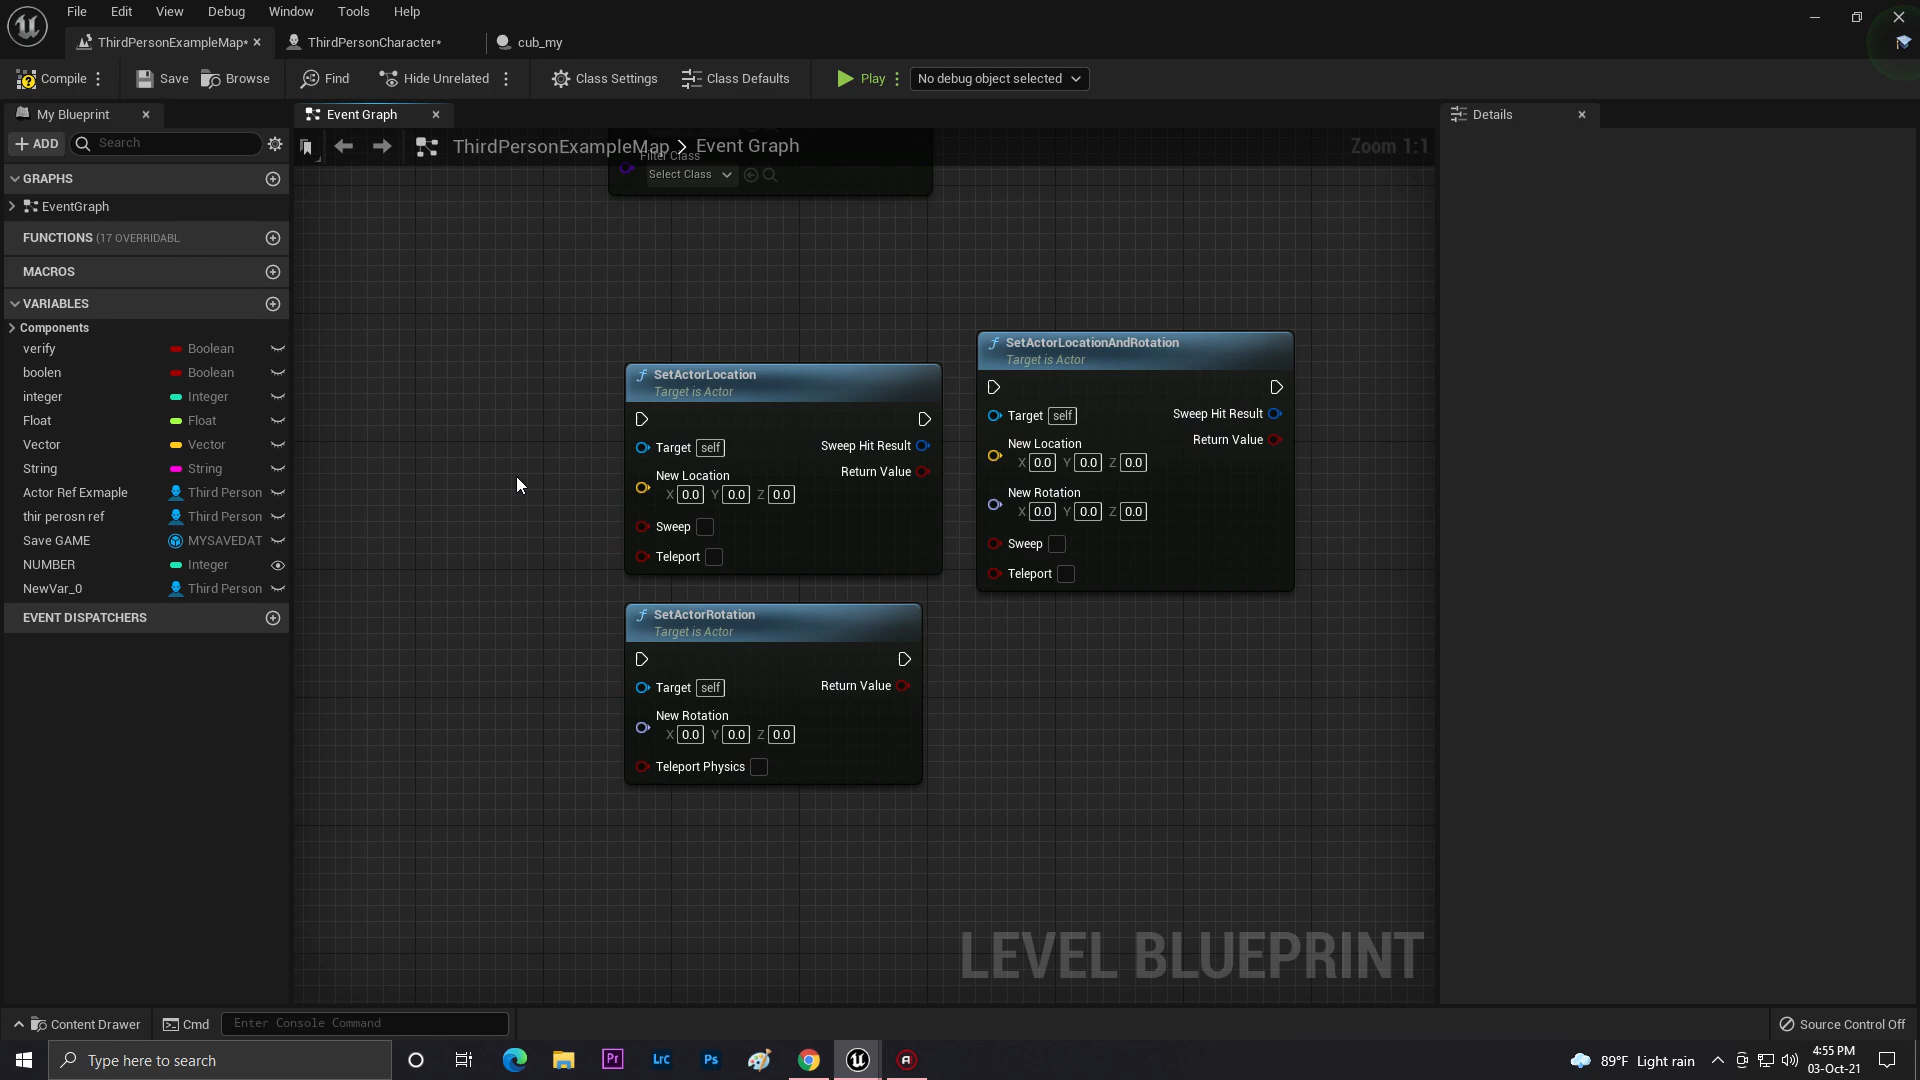 File Edit View Debug Window Tools Help
ThirdPersonExampleMap* ThirdPersonCharacter* cub_my
Compile Save Browse Find Hide Unrelated Class Settings Class Defaults Play No debug object selected
My Blueprint Event Graph Details
ADD Search ThirdPersonExampleMap > Event Graph Zoom 1:1
Filter Class
Select Class
GRAPHS
EventGraph
FUNCTIONS (17 OVERRIDABL
MACROS
VARIABLES
Components
verify Boolean
boolen Boolean
integer Integer
Float Float
Vector Vector
String String
Actor Ref Exmaple Third Person
thir perosn ref Third Person
Save GAME MYSAVEDAT
NUMBER Integer
NewVar_0 Third Person
EVENT DISPATCHERS
SetActorLocation
Target is Actor
Target self Sweep Hit Result
New Location Return Value
X 0.0 Y 0.0 Z 0.0
Sweep
Teleport
SetActorLocationAndRotation
Target is Actor
Target self Sweep Hit Result
New Location Return Value
X 0.0 Y 0.0 Z 0.0
New Rotation
X 0.0 Y 0.0 Z 0.0
Sweep
Teleport
SetActorRotation
Target is Actor
Target self Return Value
New Rotation
X 0.0 Y 0.0 Z 0.0
Teleport Physics
LEVEL BLUEPRINT
Content Drawer Cmd Enter Console Command Source Control Off
Type here to search Pr Lrc Ps 89°F Light rain 4:55 PM
03-Oct-21